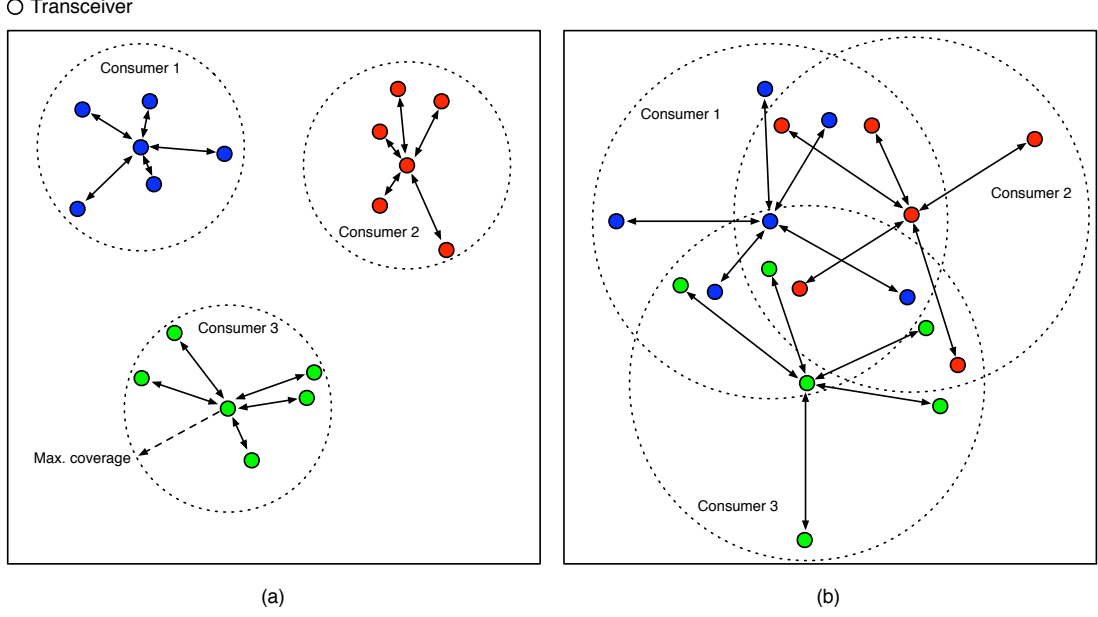 Transceiver
Consumer 1
Consumer 2
Consumer 3
Max. coverage
(a)
Consumer 1
Consumer 2
Consumer 3
(b)